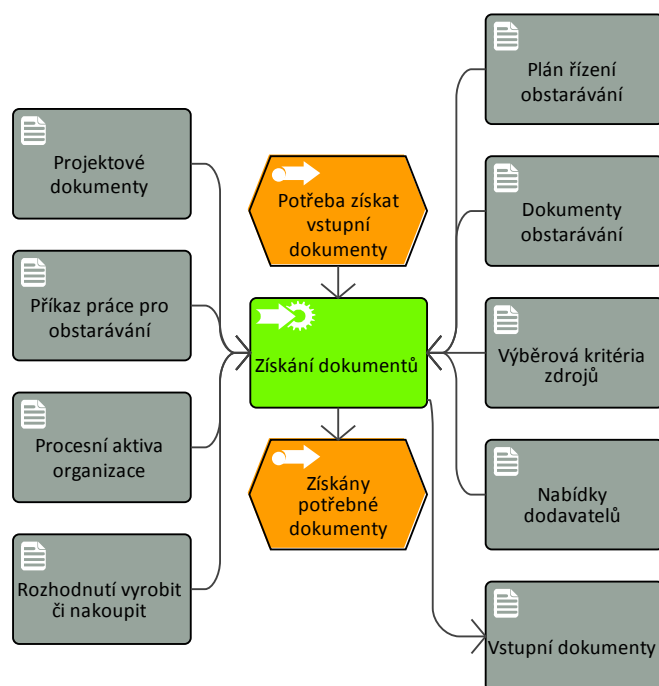 Plán řízení
obstarávání
Projektové
dokumenty
Potřeba získat
vstupní
dokumenty
Dokumenty
obstarávání
Příkaz práce pro
obstarávání
Získání dokumentů
Výběrová kritéria
zdrojů
Procesní aktiva
organizace
Získány
potřebné
dokumenty
Nabídky
dodavatelů
Rozhodnutí vyrobit
či nakoupit
Vstupní dokumenty